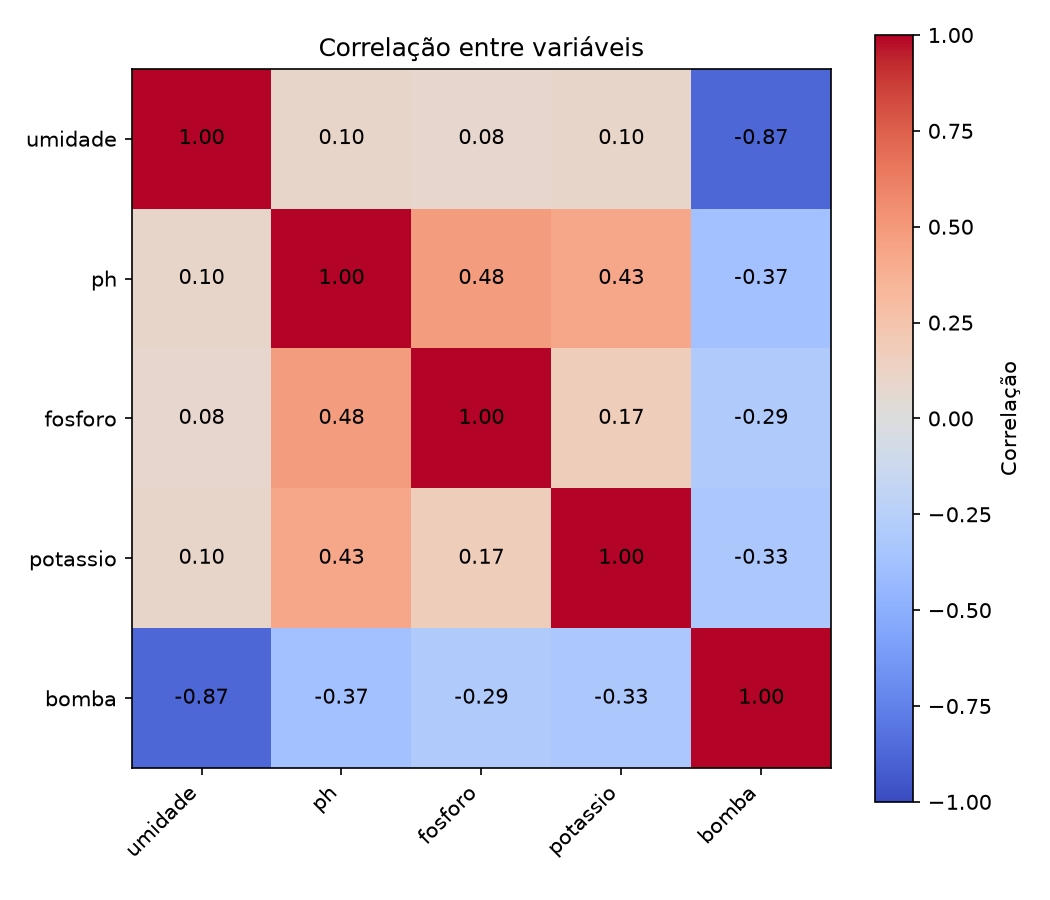 Correlação entre variáveis
umidade 1.00 0.10 0.08 0.10 -0.87
ph 0.10 1.00 0.48 0.43 -0.37
fosforo 0.08 0.48 1.00 0.17 -0.29
potassio 0.10 0.43 0.17 1.00 -0.33
bomba -0.87 -0.37 -0.29 -0.33 1.00
umidade ph fosforo potassio bomba
1.00
0.75
0.50
0.25
0.00
−0.25
−0.50
−0.75
−1.00
Correlação